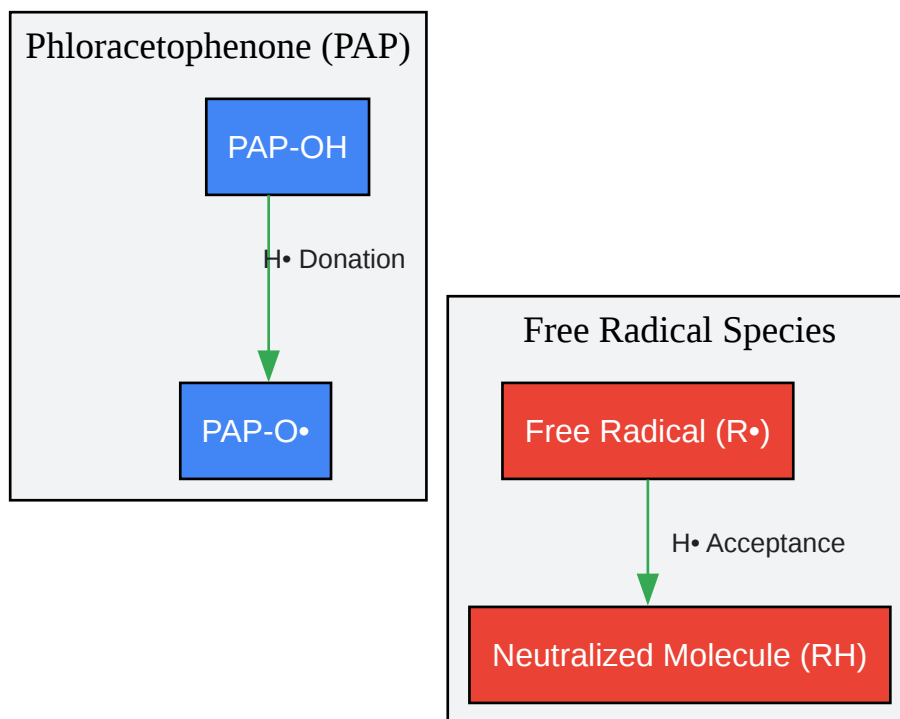 Phloracetophenone (PAP)
PAP-OH
H• Donation
PAP-O•
Free Radical Species
Free Radical (R•)
H• Acceptance
Neutralized Molecule (RH)